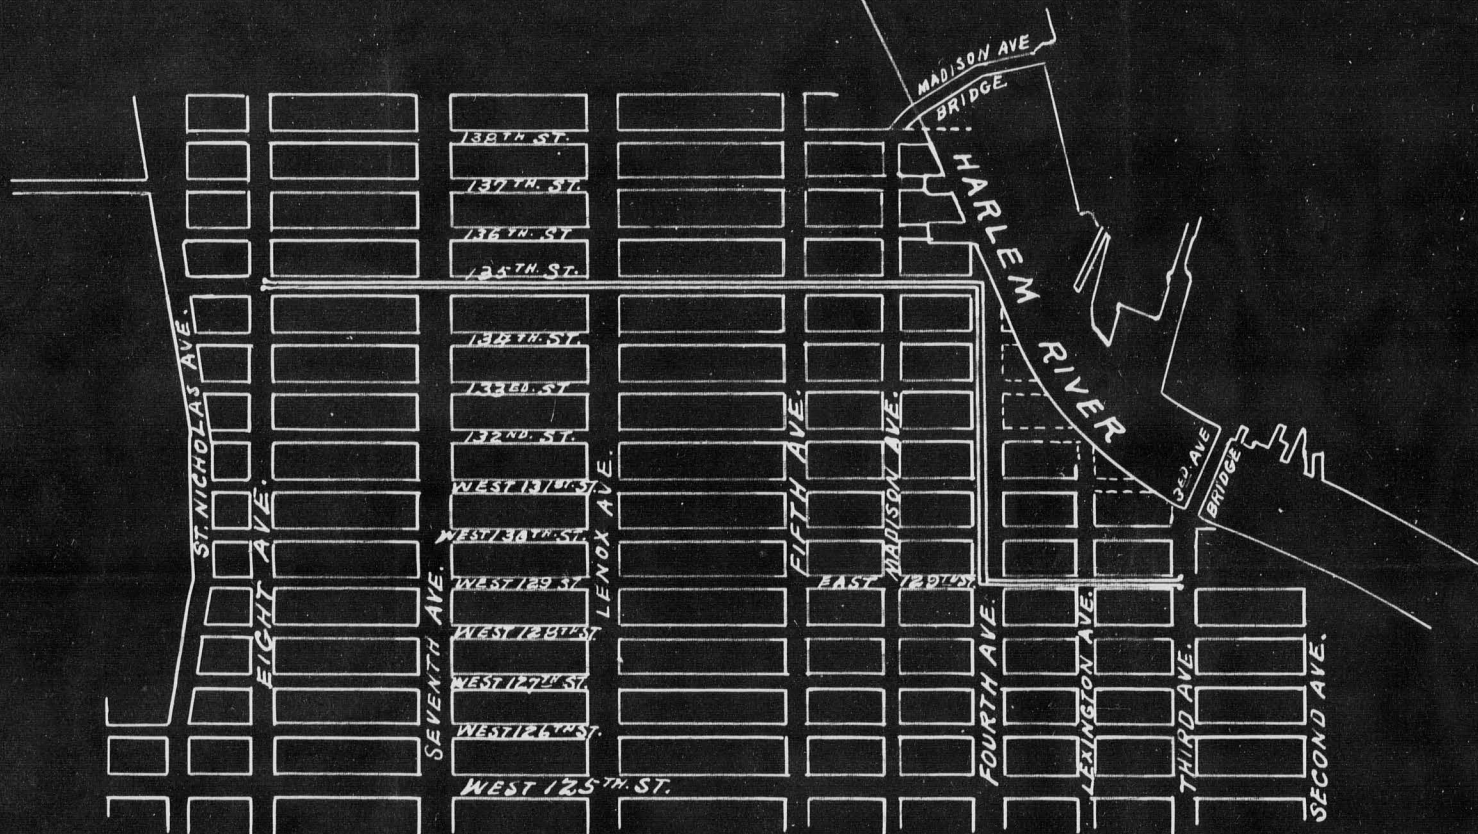 MADISON AVE
BRIDGE
138TH ST.
137TH. ST.
136TH. ST
135TH. ST.
134TH. ST.
133ED. ST
132ND. ST.
WEST 131ST. ST.
WEST 130TH. ST.
WEST 129 ST
WEST 128TH ST.
WEST 127TH ST.
WEST 126TH ST.
WEST 125TH. ST.
EAST 129TH ST.
HARLEM RIVER
3ED. AVE
BRIDGE
ST. NICHOLAS AVE.
EIGHT AVE.
SEVENTH AVE.
LENOX AVE.
FIFTH AVE.
MADISON AVE.
FOURTH AVE.
LEXINGTON AVE.
THIRD AVE.
SECOND AVE.